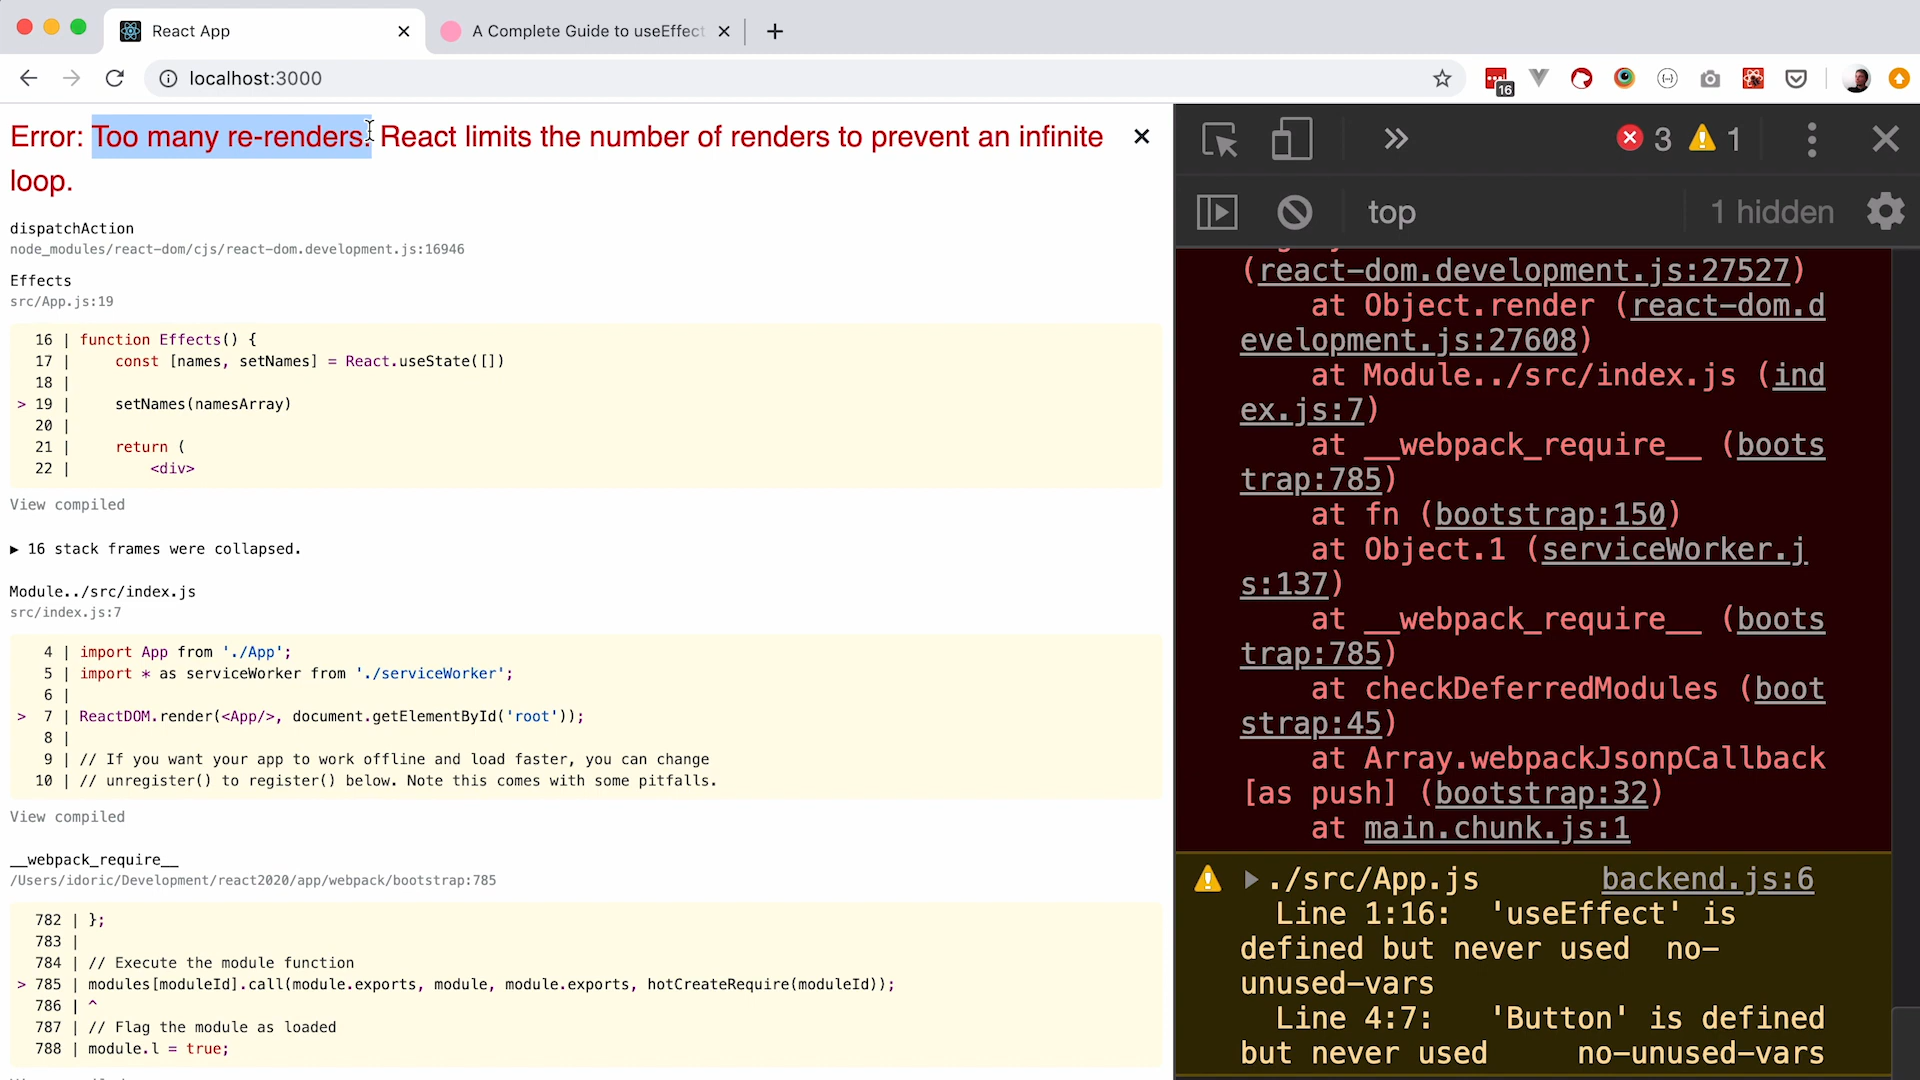 React App
A Complete Guide to useEffect
localhost:3000
16
Error: Too many re-renders. React limits the number of renders to prevent an infinite
loop.
dispatchAction
node_modules/react-dom/cjs/react-dom.development.js:16946
Effects
src/App.js:19
16 | function Effects() {
17 |     const [names, setNames] = React.useState([])
18 |
> 19 |     setNames(namesArray)
20 |
21 |     return (
22 |         <div>
View compiled
▶ 16 stack frames were collapsed.
Module../src/index.js
src/index.js:7
4 | import App from './App';
5 | import * as serviceWorker from './serviceWorker';
6 |
> 7 | ReactDOM.render(<App/>, document.getElementById('root'));
8 |
9 | // If you want your app to work offline and load faster, you can change
10 | // unregister() to register() below. Note this comes with some pitfalls.
View compiled
__webpack_require__
/Users/idoric/Development/react2020/app/webpack/bootstrap:785
782 | };
783 |
784 | // Execute the module function
> 785 | modules[moduleId].call(module.exports, module, module.exports, hotCreateRequire(moduleId));
786 | ^
787 | // Flag the module as loaded
788 | module.l = true;
3 1
top
1 hidden
(react-dom.development.js:27527)
at Object.render (react-dom.d
evelopment.js:27608)
at Module../src/index.js (ind
ex.js:7)
at __webpack_require__ (boots
trap:785)
at fn (bootstrap:150)
at Object.1 (serviceWorker.j
s:137)
at __webpack_require__ (boots
trap:785)
at checkDeferredModules (boot
strap:45)
at Array.webpackJsonpCallback
[as push] (bootstrap:32)
at main.chunk.js:1
./src/App.js backend.js:6
Line 1:16: 'useEffect' is
defined but never used no-
unused-vars
Line 4:7: 'Button' is defined
but never used no-unused-vars